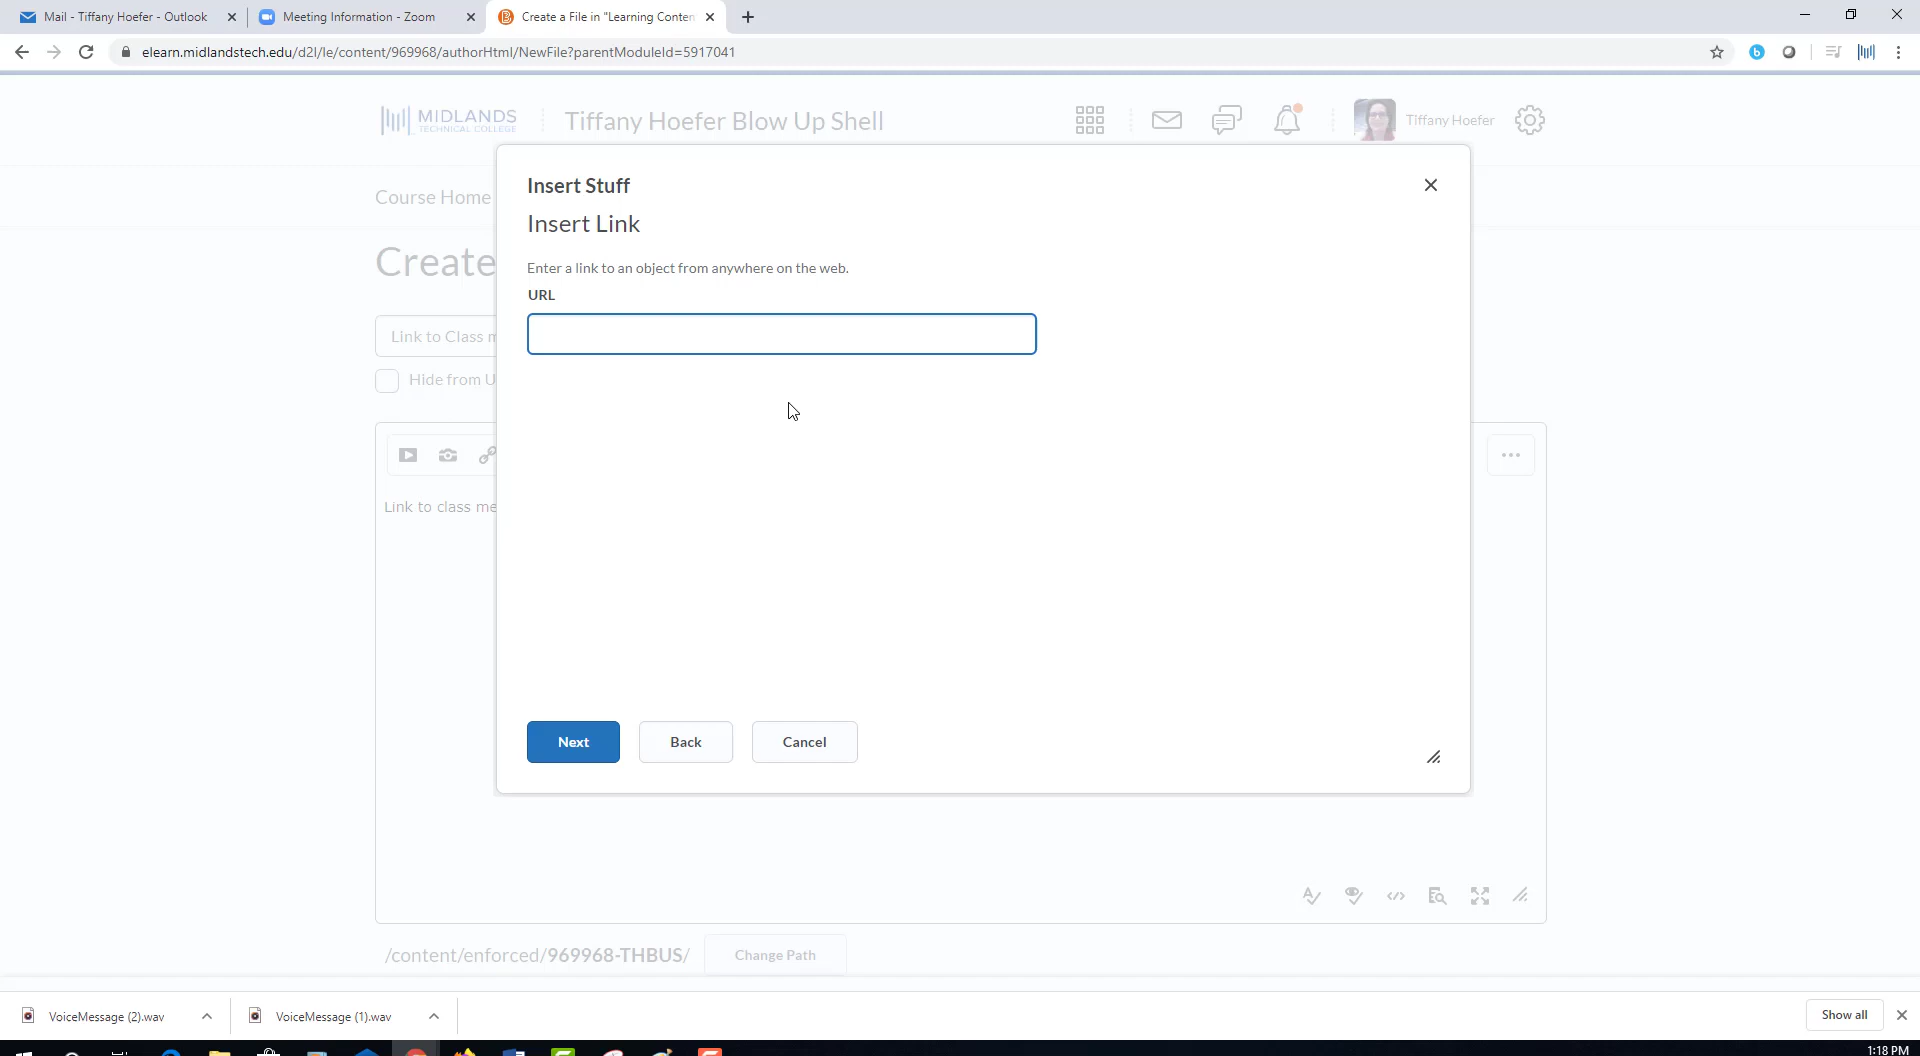 Mail - Tiffany Hoefer - Outlook
Meeting Information - Zoom
Create a File in "Learning Conten
elearn.midlandstech.edu/d2l/le/content/969968/authorHtml/NewFile?parentModuleId=5917041
MIDLANDS
TECHNICAL COLLEGE
Tiffany Hoefer Blow Up Shell
Tiffany Hoefer
Course Home
Insert Stuff
Insert Link
Create
Enter a link to an object from anywhere on the web.
URL
Link to Class m
Hide from U
Link to class me
Next
Back
Cancel
/content/enforced/969968-THBUS/
Change Path
VoiceMessage (2).wav
VoiceMessage (1).wav
Show all
1:18 PM